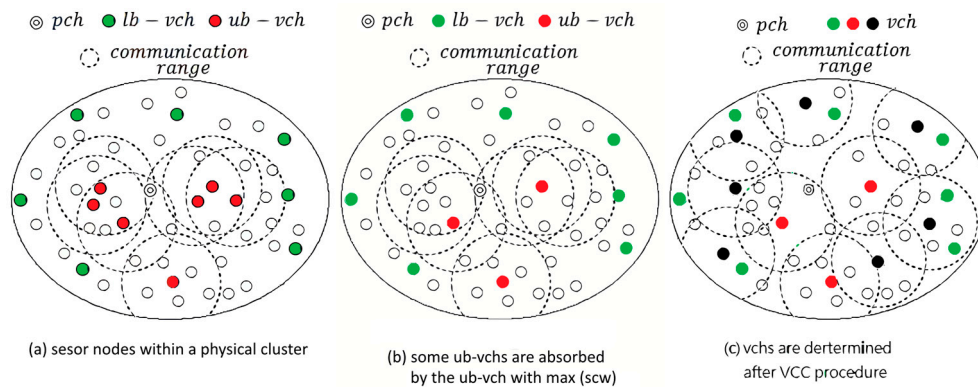 pch lb − vch ub − vch
communication
range
(a) sesor nodes within a physical cluster
pch lb − vch ub − vch
communication
range
(b) some ub-vchs are absorbed
by the ub-vch with max (scw)
pch vch
communication
range
(c) vchs are dertermined
after VCC procedure